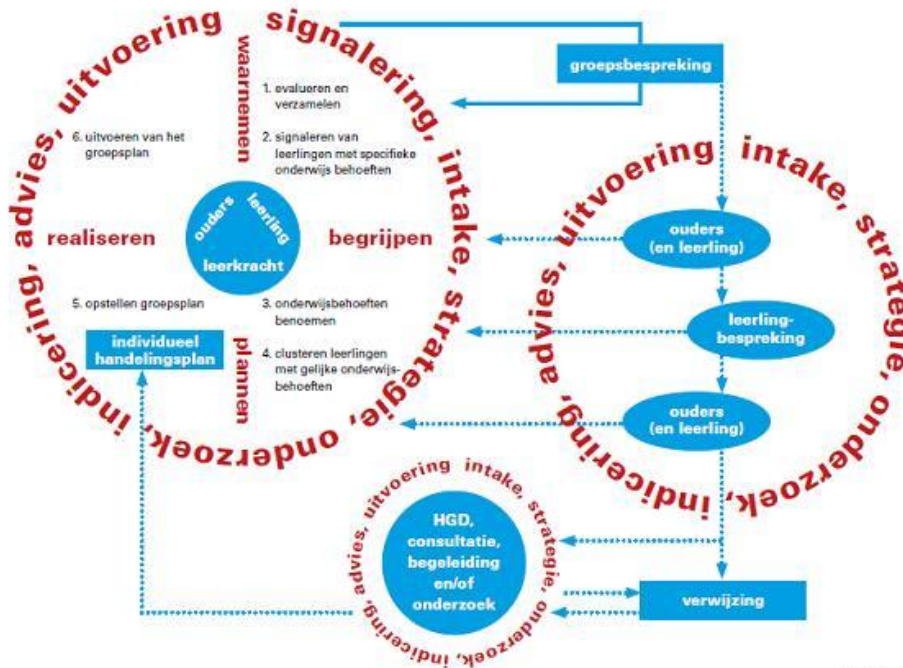 signalering, intake, strategie, onderzoek, indicering, advies, uitvoering
waarnemen
1. evalueren en
verzamelen
2. signaleren van
leerlingen met specifieke
onderwijs behoeften
begrijpen
3. onderwijsbehoeften
benoemen
4. clusteren leerlingen
met gelijke onderwijs-
behoeften
plannen
5. opstellen groepsplan
individueel
handelingsplan
realiseren
6. uitvoeren van het
groepsplan
ouders
leerling
leerkracht
groepsbespreking
intake, strategie, onderzoek, indicering, advies, uitvoering
ouders
(en leerling)
leerling-
bespreking
ouders
(en leerling)
intake, strategie, onderzoek, indicering, advies, uitvoering
HGD,
consultatie,
begeleiding
en/of
onderzoek
verwijzing